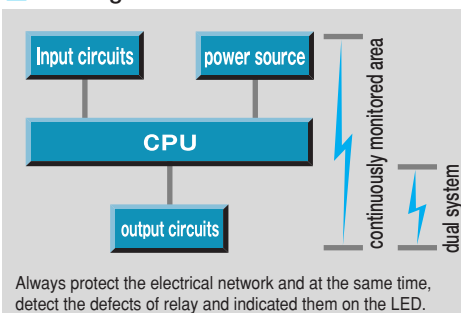 Input circuits
power source
CPU
output circuits
continuously monitored area
dual system
Always protect the electrical network and at the same time,
detect the defects of relay and indicated them on the LED.